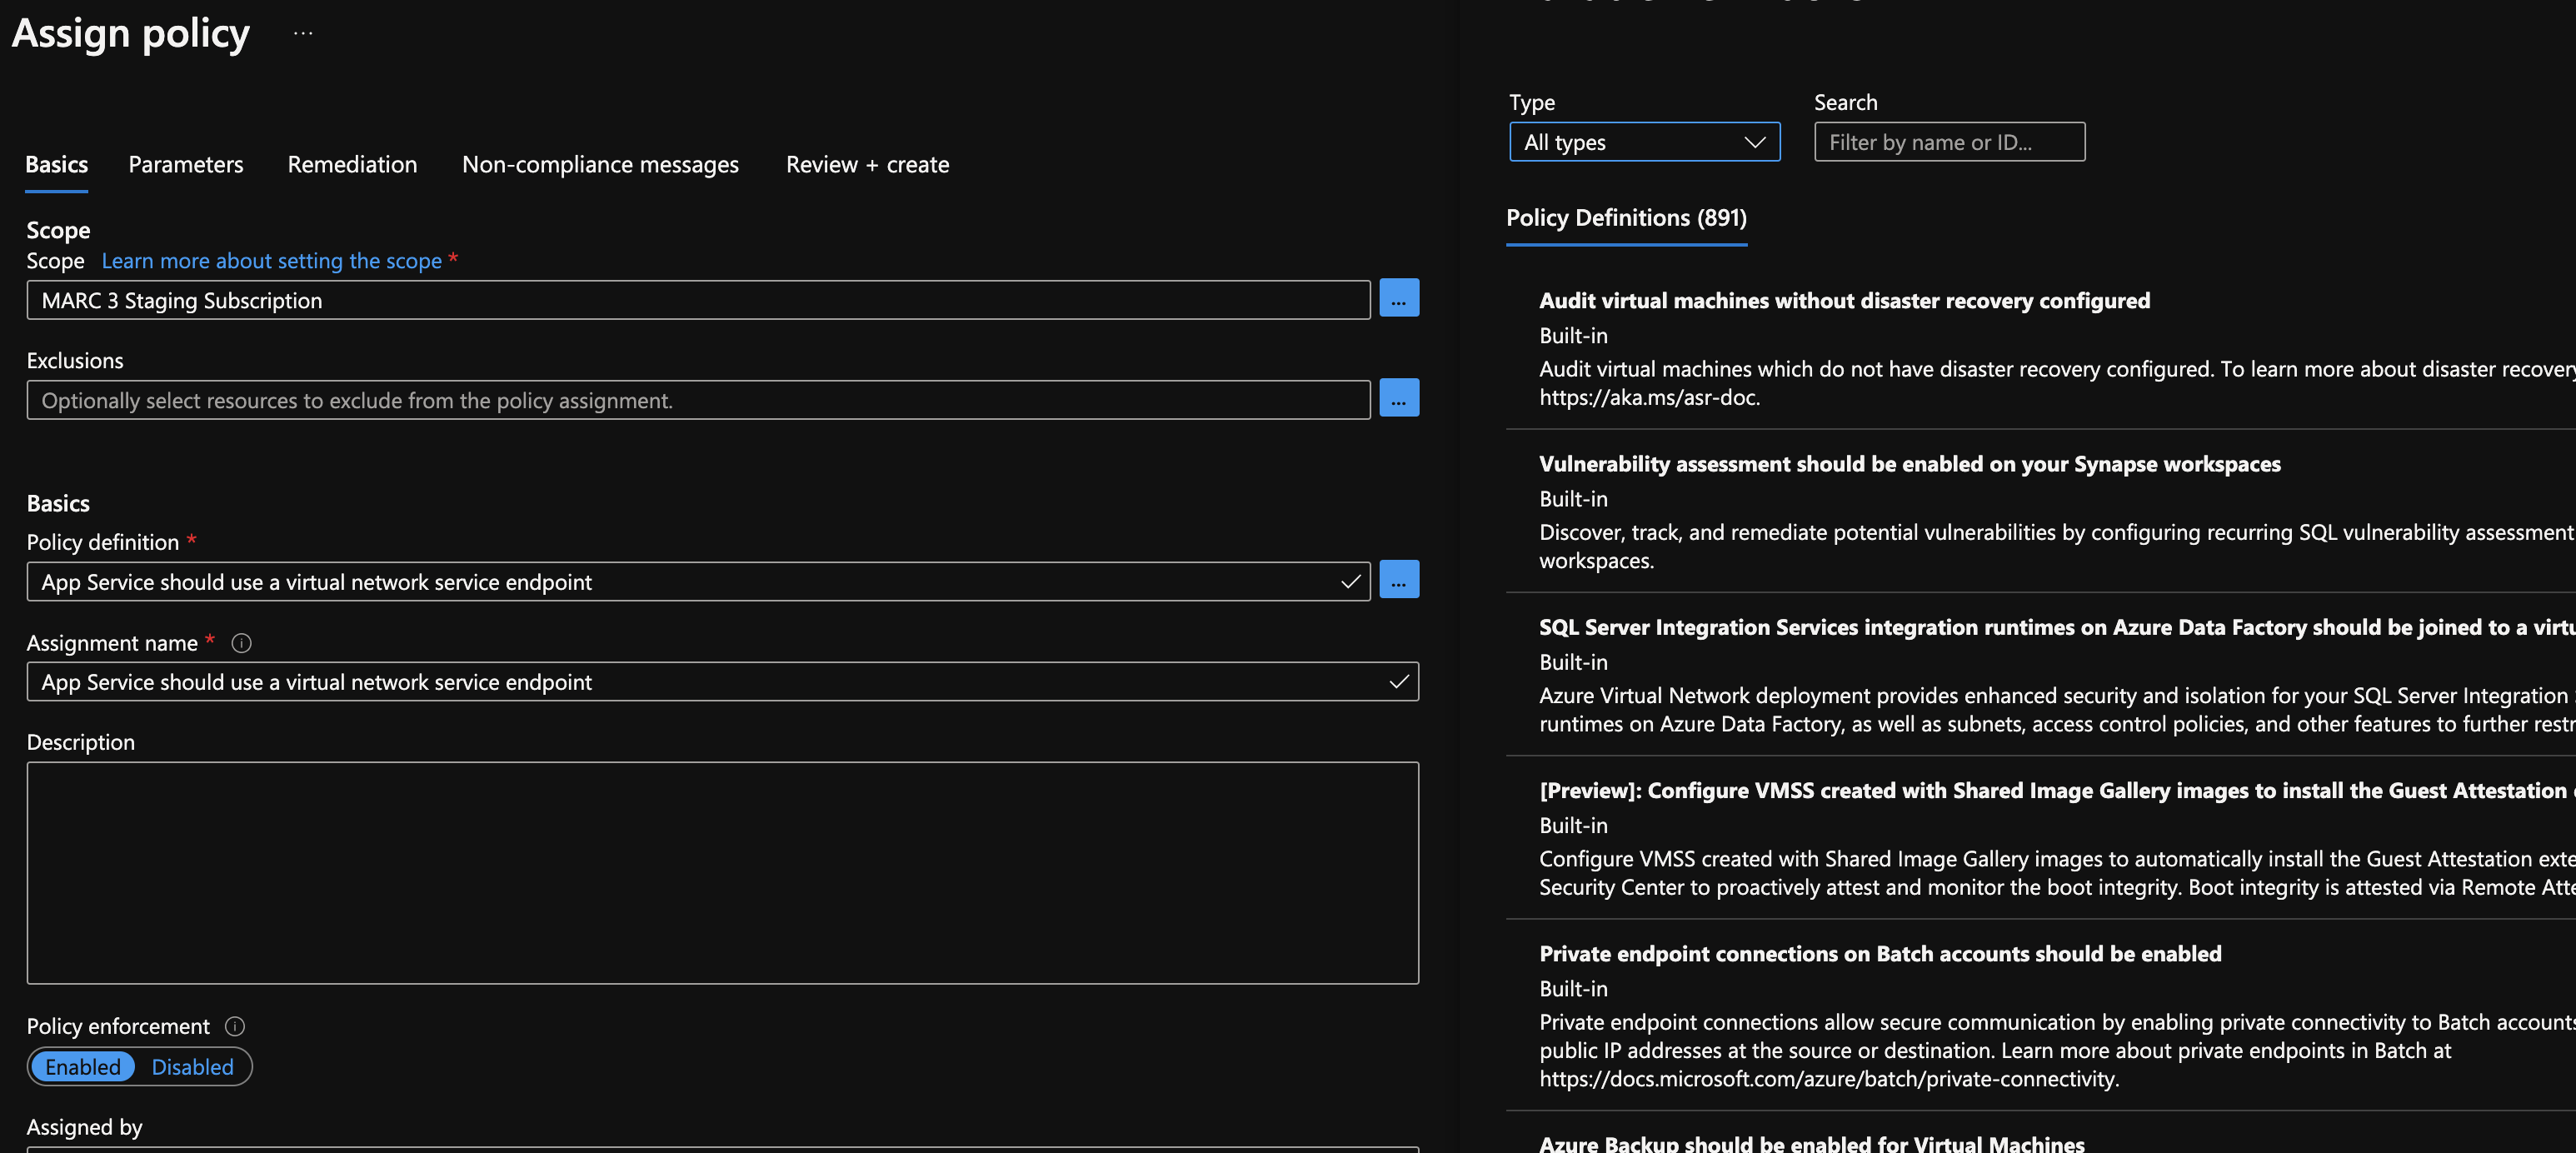 Assign policy ...
Basics Parameters Remediation Non-compliance messages Review + create
Scope
Scope Learn more about setting the scope *
MARC 3 Staging Subscription
...
Exclusions
Optionally select resources to exclude from the policy assignment.
...
Basics
Policy definition *
App Service should use a virtual network service endpoint
...
Assignment name *
App Service should use a virtual network service endpoint
Description
Policy enforcement
Enabled Disabled
Assigned by
Type Search
All types Filter by name or ID...
Policy Definitions (891)
Audit virtual machines without disaster recovery configured
Built-in
Audit virtual machines which do not have disaster recovery configured. To learn more about disaster recovery
https://aka.ms/asr-doc.
Vulnerability assessment should be enabled on your Synapse workspaces
Built-in
Discover, track, and remediate potential vulnerabilities by configuring recurring SQL vulnerability assessment
workspaces.
SQL Server Integration Services integration runtimes on Azure Data Factory should be joined to a virtu
Built-in
Azure Virtual Network deployment provides enhanced security and isolation for your SQL Server Integration
runtimes on Azure Data Factory, as well as subnets, access control policies, and other features to further restr
[Preview]: Configure VMSS created with Shared Image Gallery images to install the Guest Attestation
Built-in
Configure VMSS created with Shared Image Gallery images to automatically install the Guest Attestation exte
Security Center to proactively attest and monitor the boot integrity. Boot integrity is attested via Remote Atte
Private endpoint connections on Batch accounts should be enabled
Built-in
Private endpoint connections allow secure communication by enabling private connectivity to Batch accounts
public IP addresses at the source or destination. Learn more about private endpoints in Batch at
https://docs.microsoft.com/azure/batch/private-connectivity.
Azure Backup should be enabled for Virtual Machines